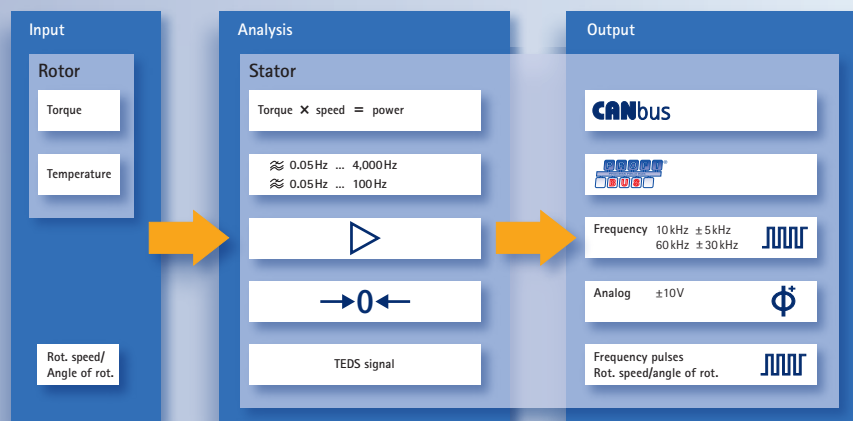 Input
Rotor
Torque
Temperature
Rot. speed/
Angle of rot.
Analysis
Stator
Torque × speed = power
≈ 0.05 Hz ... 4,000 Hz
≈ 0.05 Hz ... 100 Hz
→0←
TEDS signal
Output
CANbus
PROFI
BUS
Frequency 10 kHz ± 5 kHz
60 kHz ± 30 kHz
Analog ±10V
Frequency pulses
Rot. speed/angle of rot.